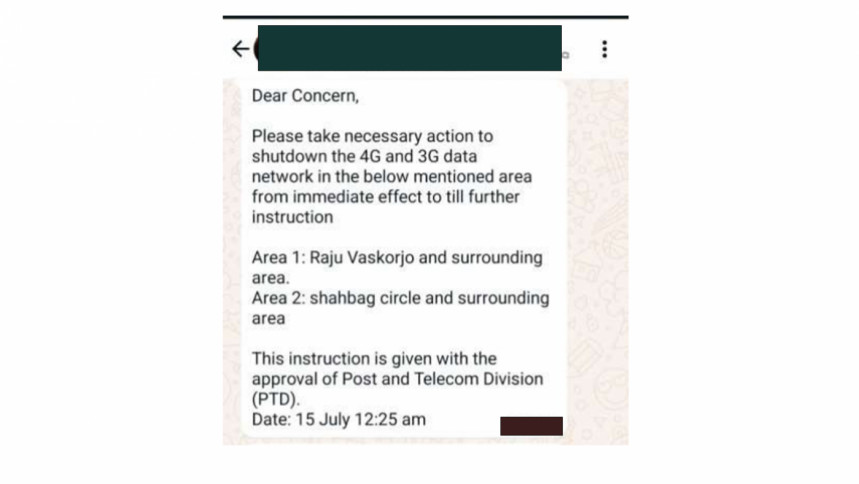 Dear Concern,
Please take necessary action to
shutdown the 4G and 3G data
network in the below mentioned area
from immediate effect to till further
instruction
Area 1: Raju Vaskorjo and surrounding
area.
Area 2: shahbag circle and surrounding
area
This instruction is given with the
approval of Post and Telecom Division
(PTD).
Date: 15 July 12:25 am